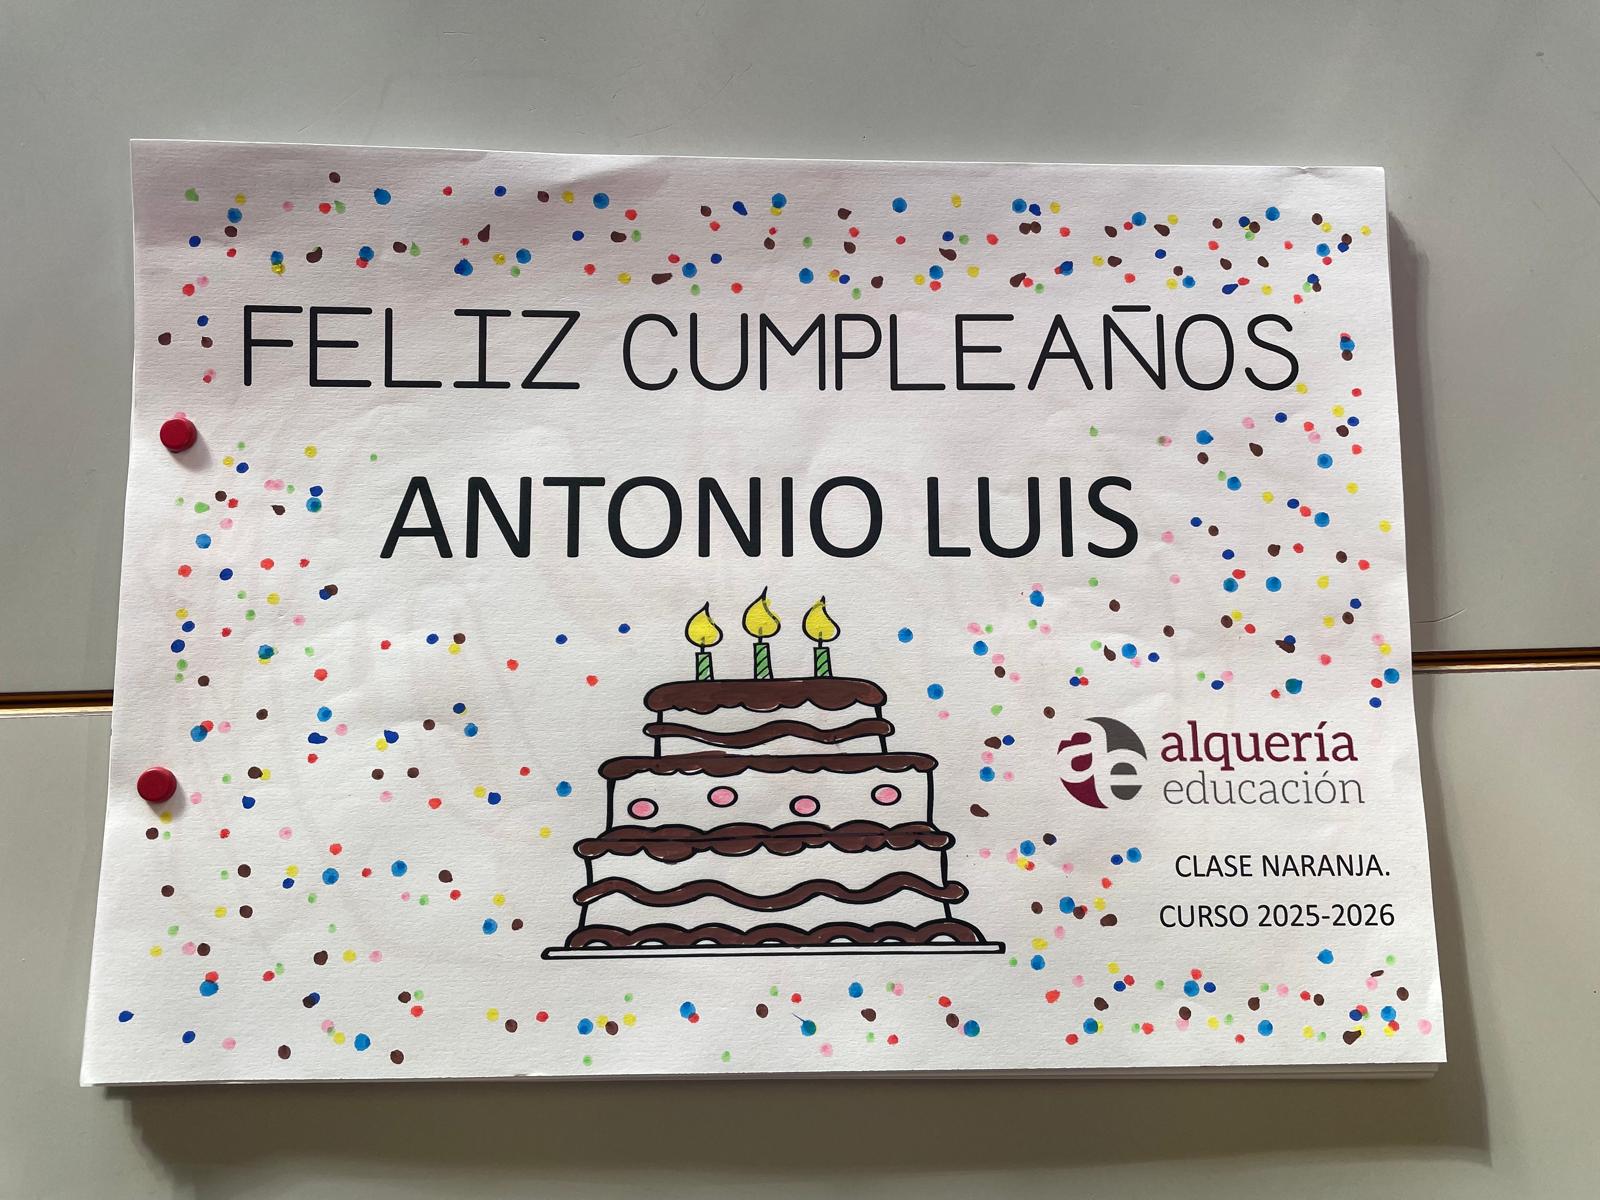 FELIZ CUMPLEAÑOS
ANTONIO LUIS
ae alquería
educación
CLASE NARANJA.
CURSO 2025-2026